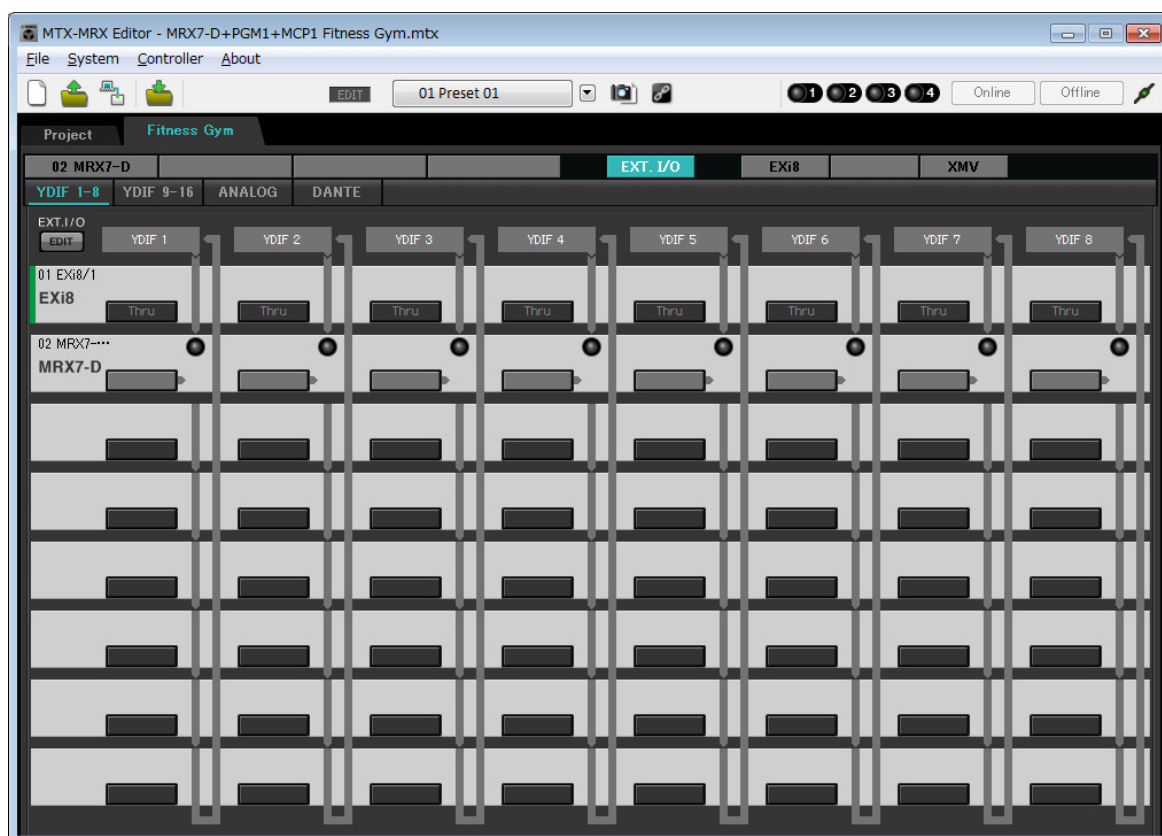 MTX-MRX Editor - MRX7-D+PGM1+MCP1 Fitness Gym.mtx
File System Controller About
EDIT 01 Preset 01 1 2 3 4 Online Offline
Project Fitness Gym
02 MRX7-D EXT. I/O EXi8 XMV
YDIF 1-8 YDIF 9-16 ANALOG DANTE
EXT.I/O
EDIT YDIF 1 YDIF 2 YDIF 3 YDIF 4 YDIF 5 YDIF 6 YDIF 7 YDIF 8
01 EXi8/1
EXi8
Thru Thru Thru Thru Thru Thru Thru Thru
02 MRX7-···
MRX7-D